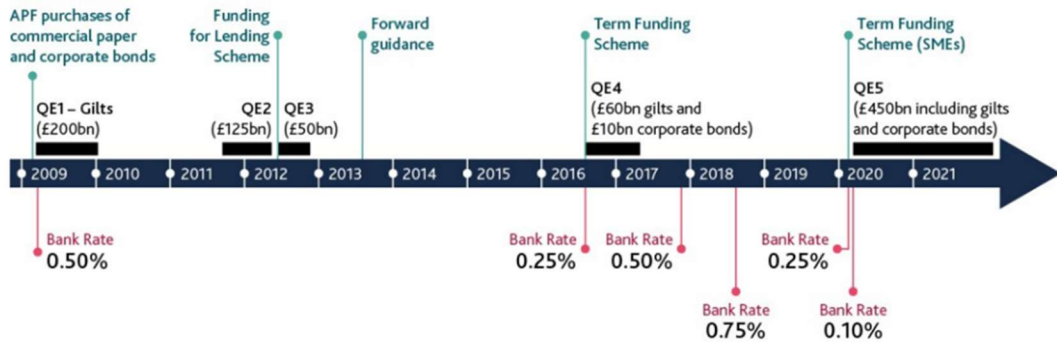 APF purchases of
commercial paper
and corporate bonds
Funding
for Lending
Scheme
Forward
guidance
Term Funding
Scheme
Term Funding
Scheme (SMEs)
QE1 – Gilts
(£200bn)
QE2
(£125bn)
QE3
(£50bn)
QE4
(£60bn gilts and
£10bn corporate bonds)
QE5
(£450bn including gilts
and corporate bonds)
2009 2010 2011 2012 2013 2014 2015 2016 2017 2018 2019 2020 2021
Bank Rate
0.50%
Bank Rate
0.25%
Bank Rate
0.50%
Bank Rate
0.75%
Bank Rate
0.25%
Bank Rate
0.10%